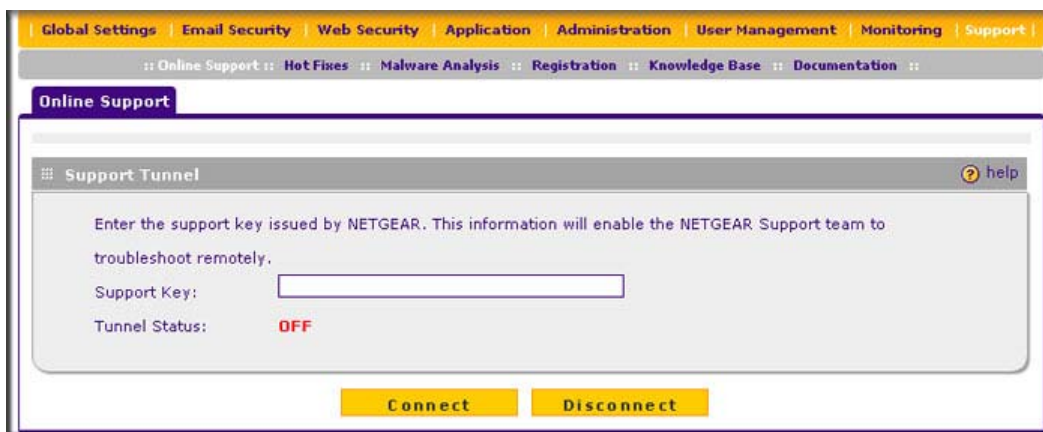 | Global Settings | Email Security | Web Security | Application | Administration | User Management | Monitoring | Support |
:: Online Support :: Hot Fixes :: Malware Analysis :: Registration :: Knowledge Base :: Documentation ::
Online Support
Support Tunnel
? help
Enter the support key issued by NETGEAR. This information will enable the NETGEAR Support team to
troubleshoot remotely.
Support Key:
Tunnel Status: OFF
Connect Disconnect